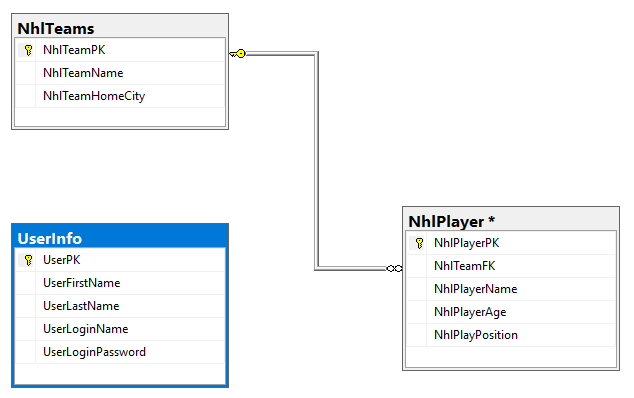 NhlTeams
NhlTeamPK
NhlTeamName
NhlTeamHomeCity
UserInfo
UserPK
UserFirstName
UserLastName
UserLoginName
UserLoginPassword
NhlPlayer *
NhlPlayerPK
NhlTeamFK
NhlPlayerName
NhlPlayerAge
NhlPlayPosition